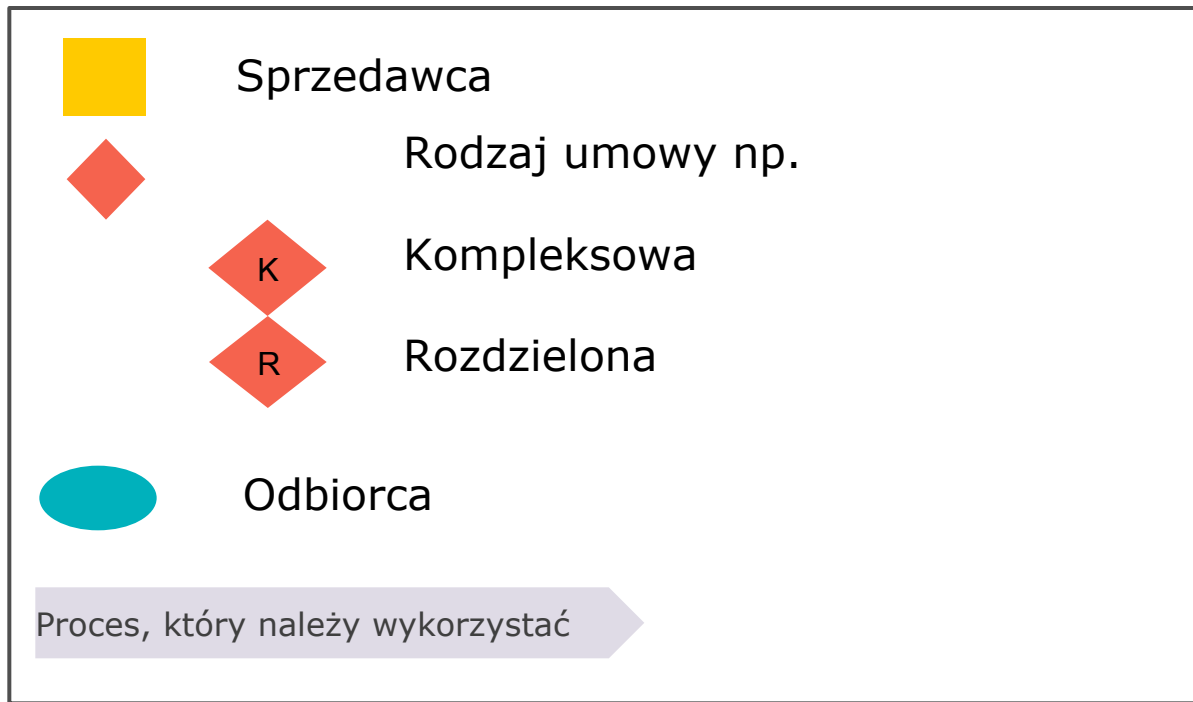 Sprzedawca
Rodzaj umowy np.
K
Kompleksowa
R
Rozdzielona
Odbiorca
Proces, który należy wykorzystać